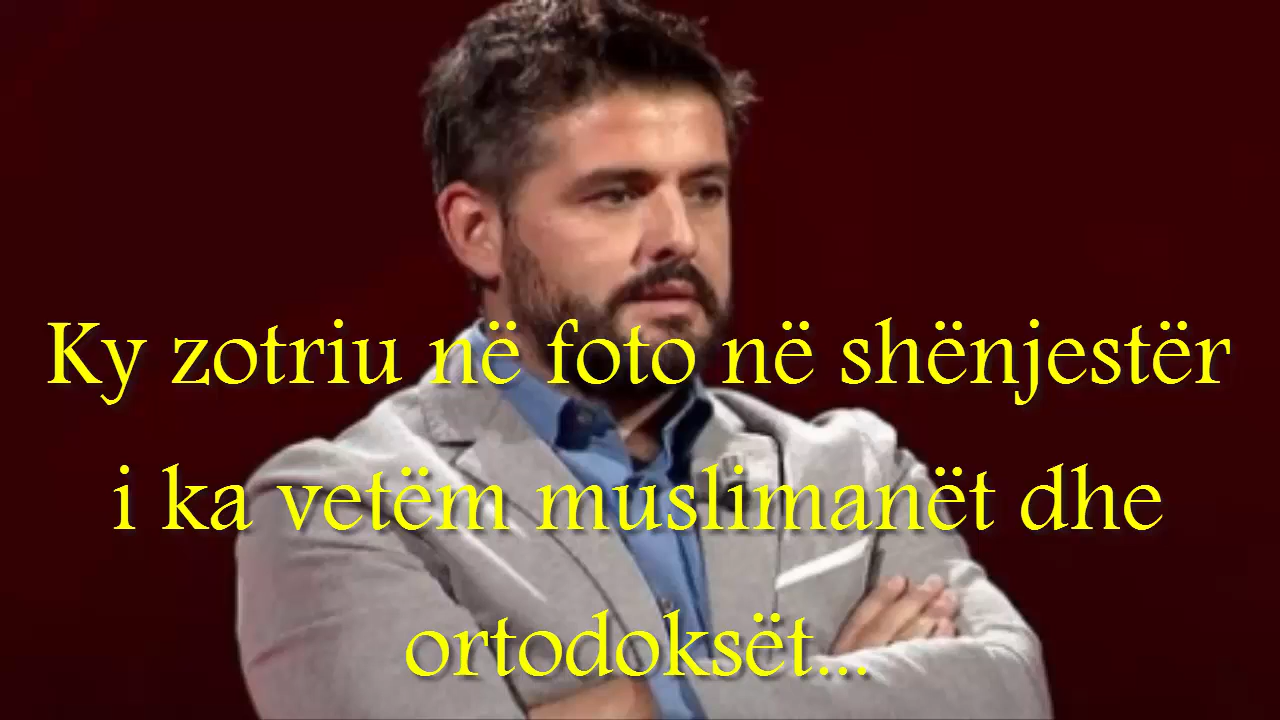 Ky zotriu në foto në shënjestër
i ka vetëm muslimanët dhe
ortodoksët...